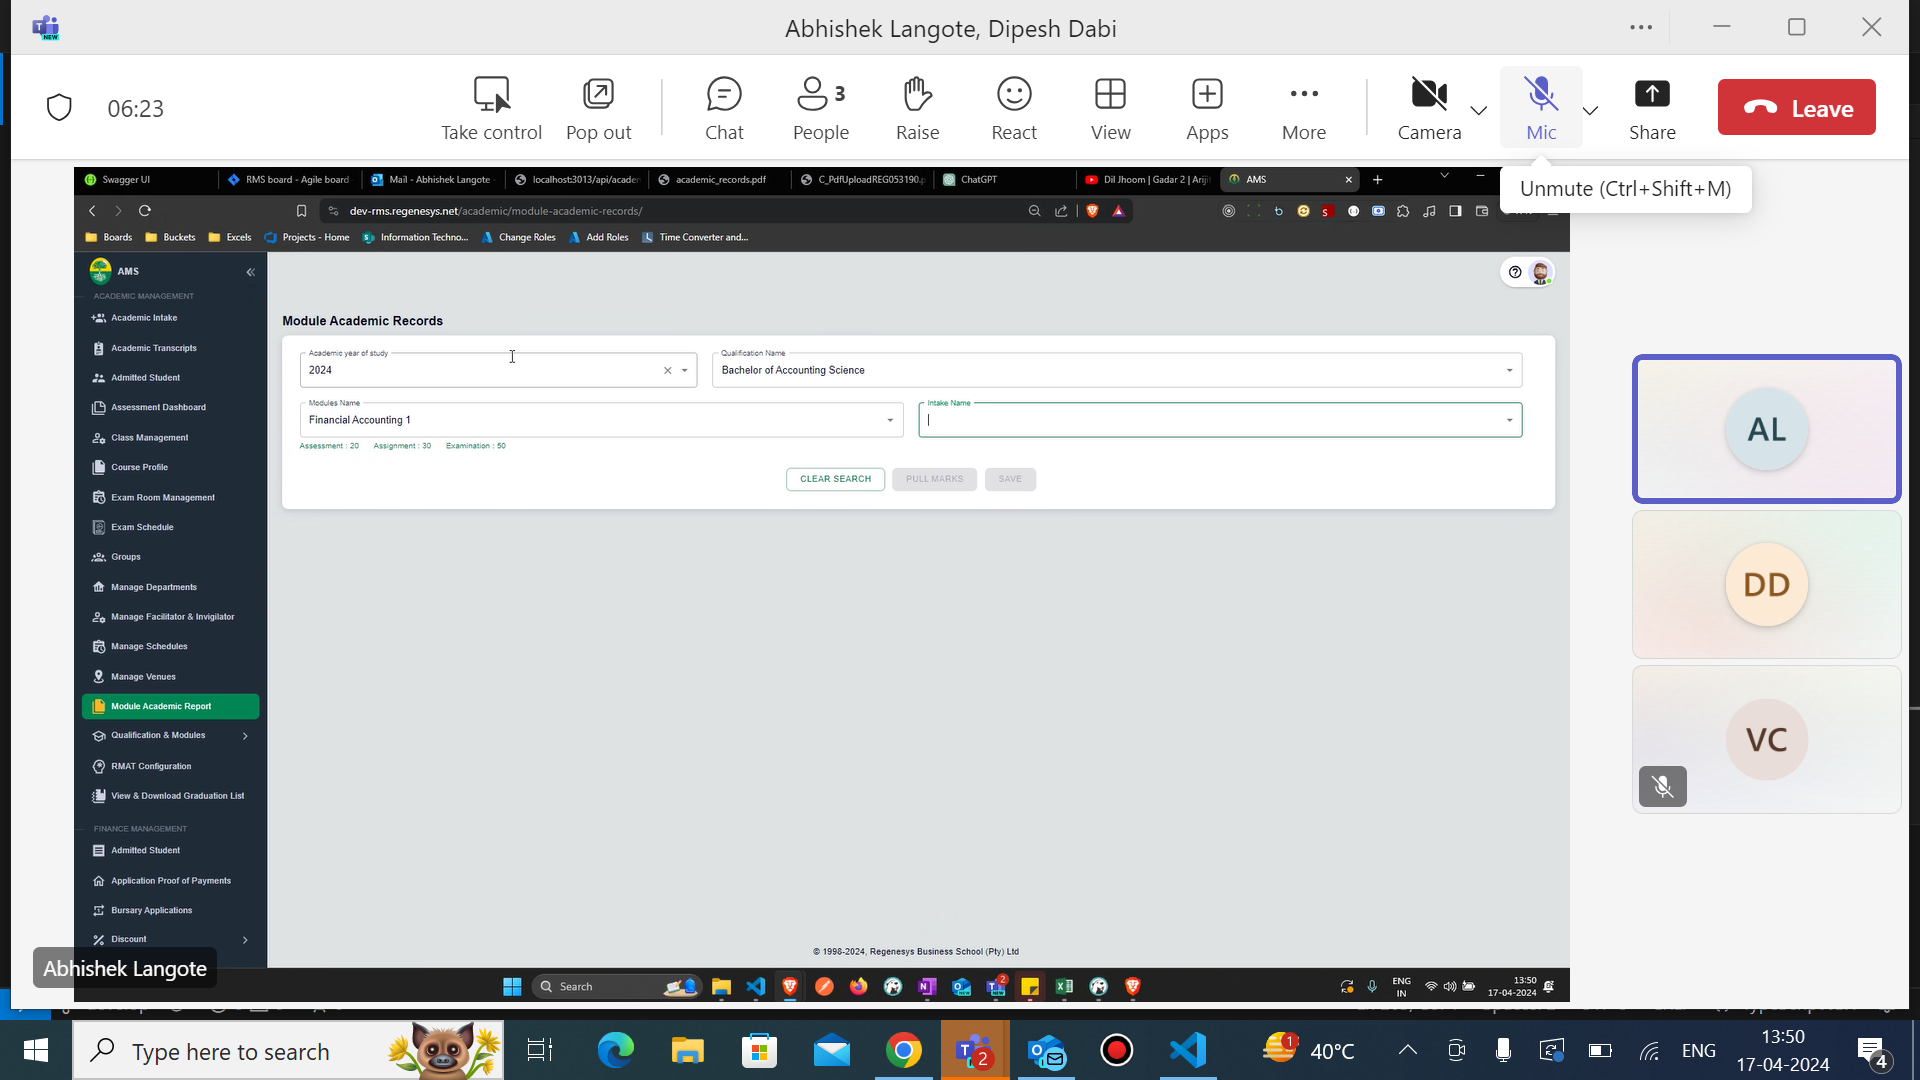 Abhishek Langote, Dipesh Dabi
06:23
Take control
Pop out
Chat
3
People
Raise
React
View
Apps
More
Camera
Mic
Share
Leave
Unmute (Ctrl+Shift+M)
Swagger UI
RMS board - Agile board
Mail - Abhishek Langote
localhost:3013/api/acader
academic_records.pdf
C_PdfUploadREG053190.p
ChatGPT
Dil Jhoom | Gadar 2 | Ariji
AMS
dev-rms.regenesys.net/academic/module-academic-records/
Boards
Buckets
Excels
Projects - Home
Information Techno...
Change Roles
Add Roles
Time Converter and...
AMS
ACADEMIC MANAGEMENT
Academic Intake
Academic Transcripts
Admitted Student
Assessment Dashboard
Class Management
Course Profile
Exam Room Management
Exam Schedule
Groups
Manage Departments
Manage Facilitator & Invigilator
Manage Schedules
Manage Venues
Module Academic Report
Qualification & Modules
RMAT Configuration
View & Download Graduation List
FINANCE MANAGEMENT
Admitted Student
Application Proof of Payments
Bursary Applications
Discount
Module Academic Records
Academic year of study
2024
Qualification Name
Bachelor of Accounting Science
Modules Name
Financial Accounting 1
Intake Name
Assessment : 20 Assignment : 30 Examination : 50
CLEAR SEARCH
PULL MARKS
SAVE
© 1998-2024, Regenesys Business School (Pty) Ltd
AL
DD
VC
Abhishek Langote
Search
2
ENG
IN
13:50
17-04-2024
Type here to search
2
1
40°C
ENG
13:50
17-04-2024
4